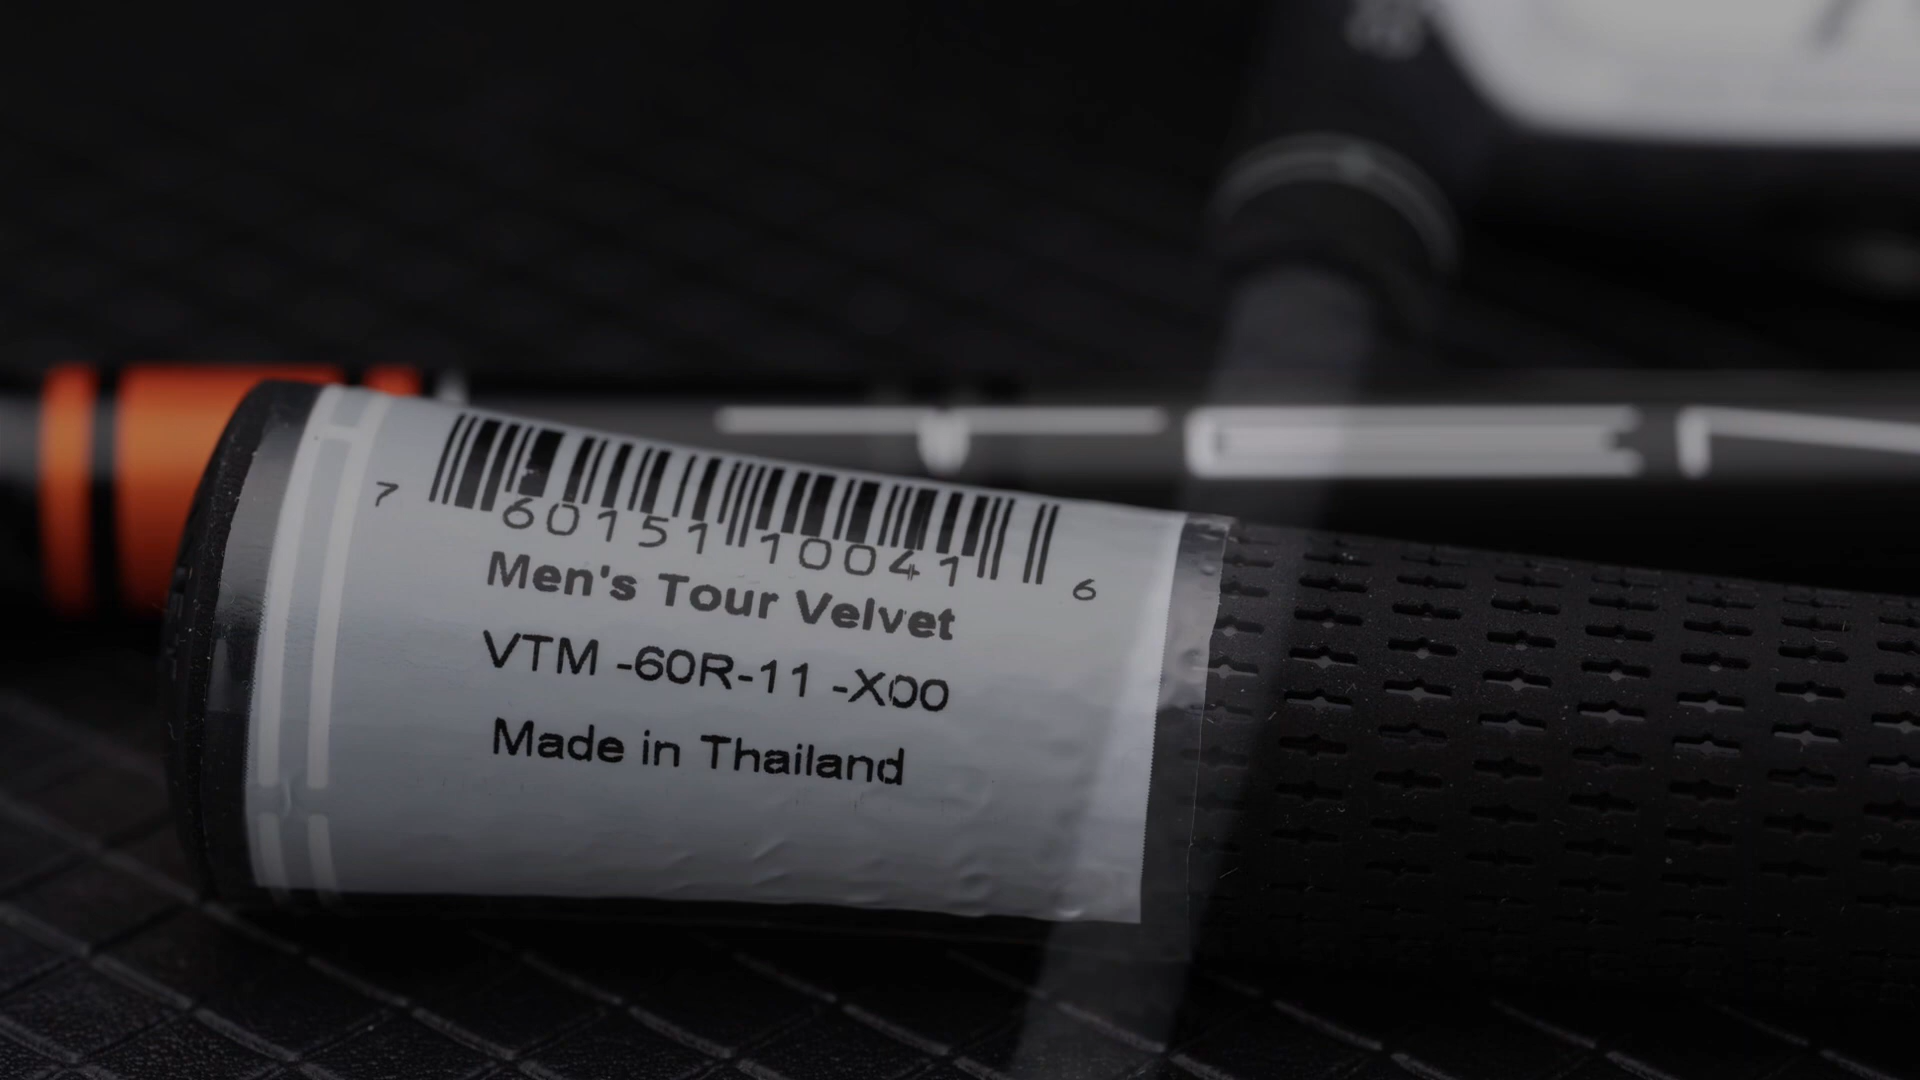 7 60151 10041 6
Men's Tour Velvet
VTM -60R-11 -X00
Made in Thailand